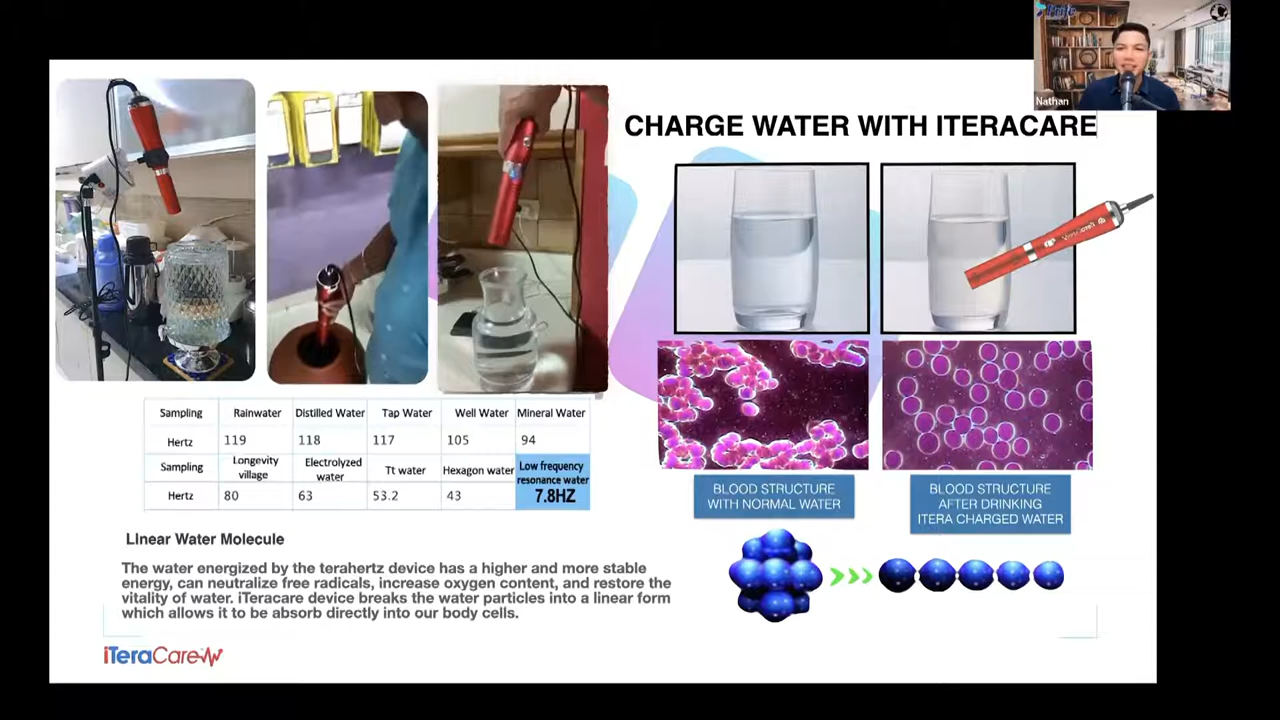 Nathan
CHARGE WATER WITH ITERACARE
Sampling Rainwater Distilled Water Tap Water Well Water Mineral Water
Hertz 119 118 117 105 94
Sampling Longevity village Electrolyzed water Tt water Hexagon water Low frequency resonance water
Hertz 80 63 53.2 43 7.8HZ
BLOOD STRUCTURE
WITH NORMAL WATER
BLOOD STRUCTURE
AFTER DRINKING
ITERA CHARGED WATER
Linear Water Molecule
The water energized by the terahertz device has a higher and more stable
energy, can neutralize free radicals, increase oxygen content, and restore the
vitality of water. iTeracare device breaks the water particles into a linear form
which allows it to be absorb directly into our body cells.
iTeraCare